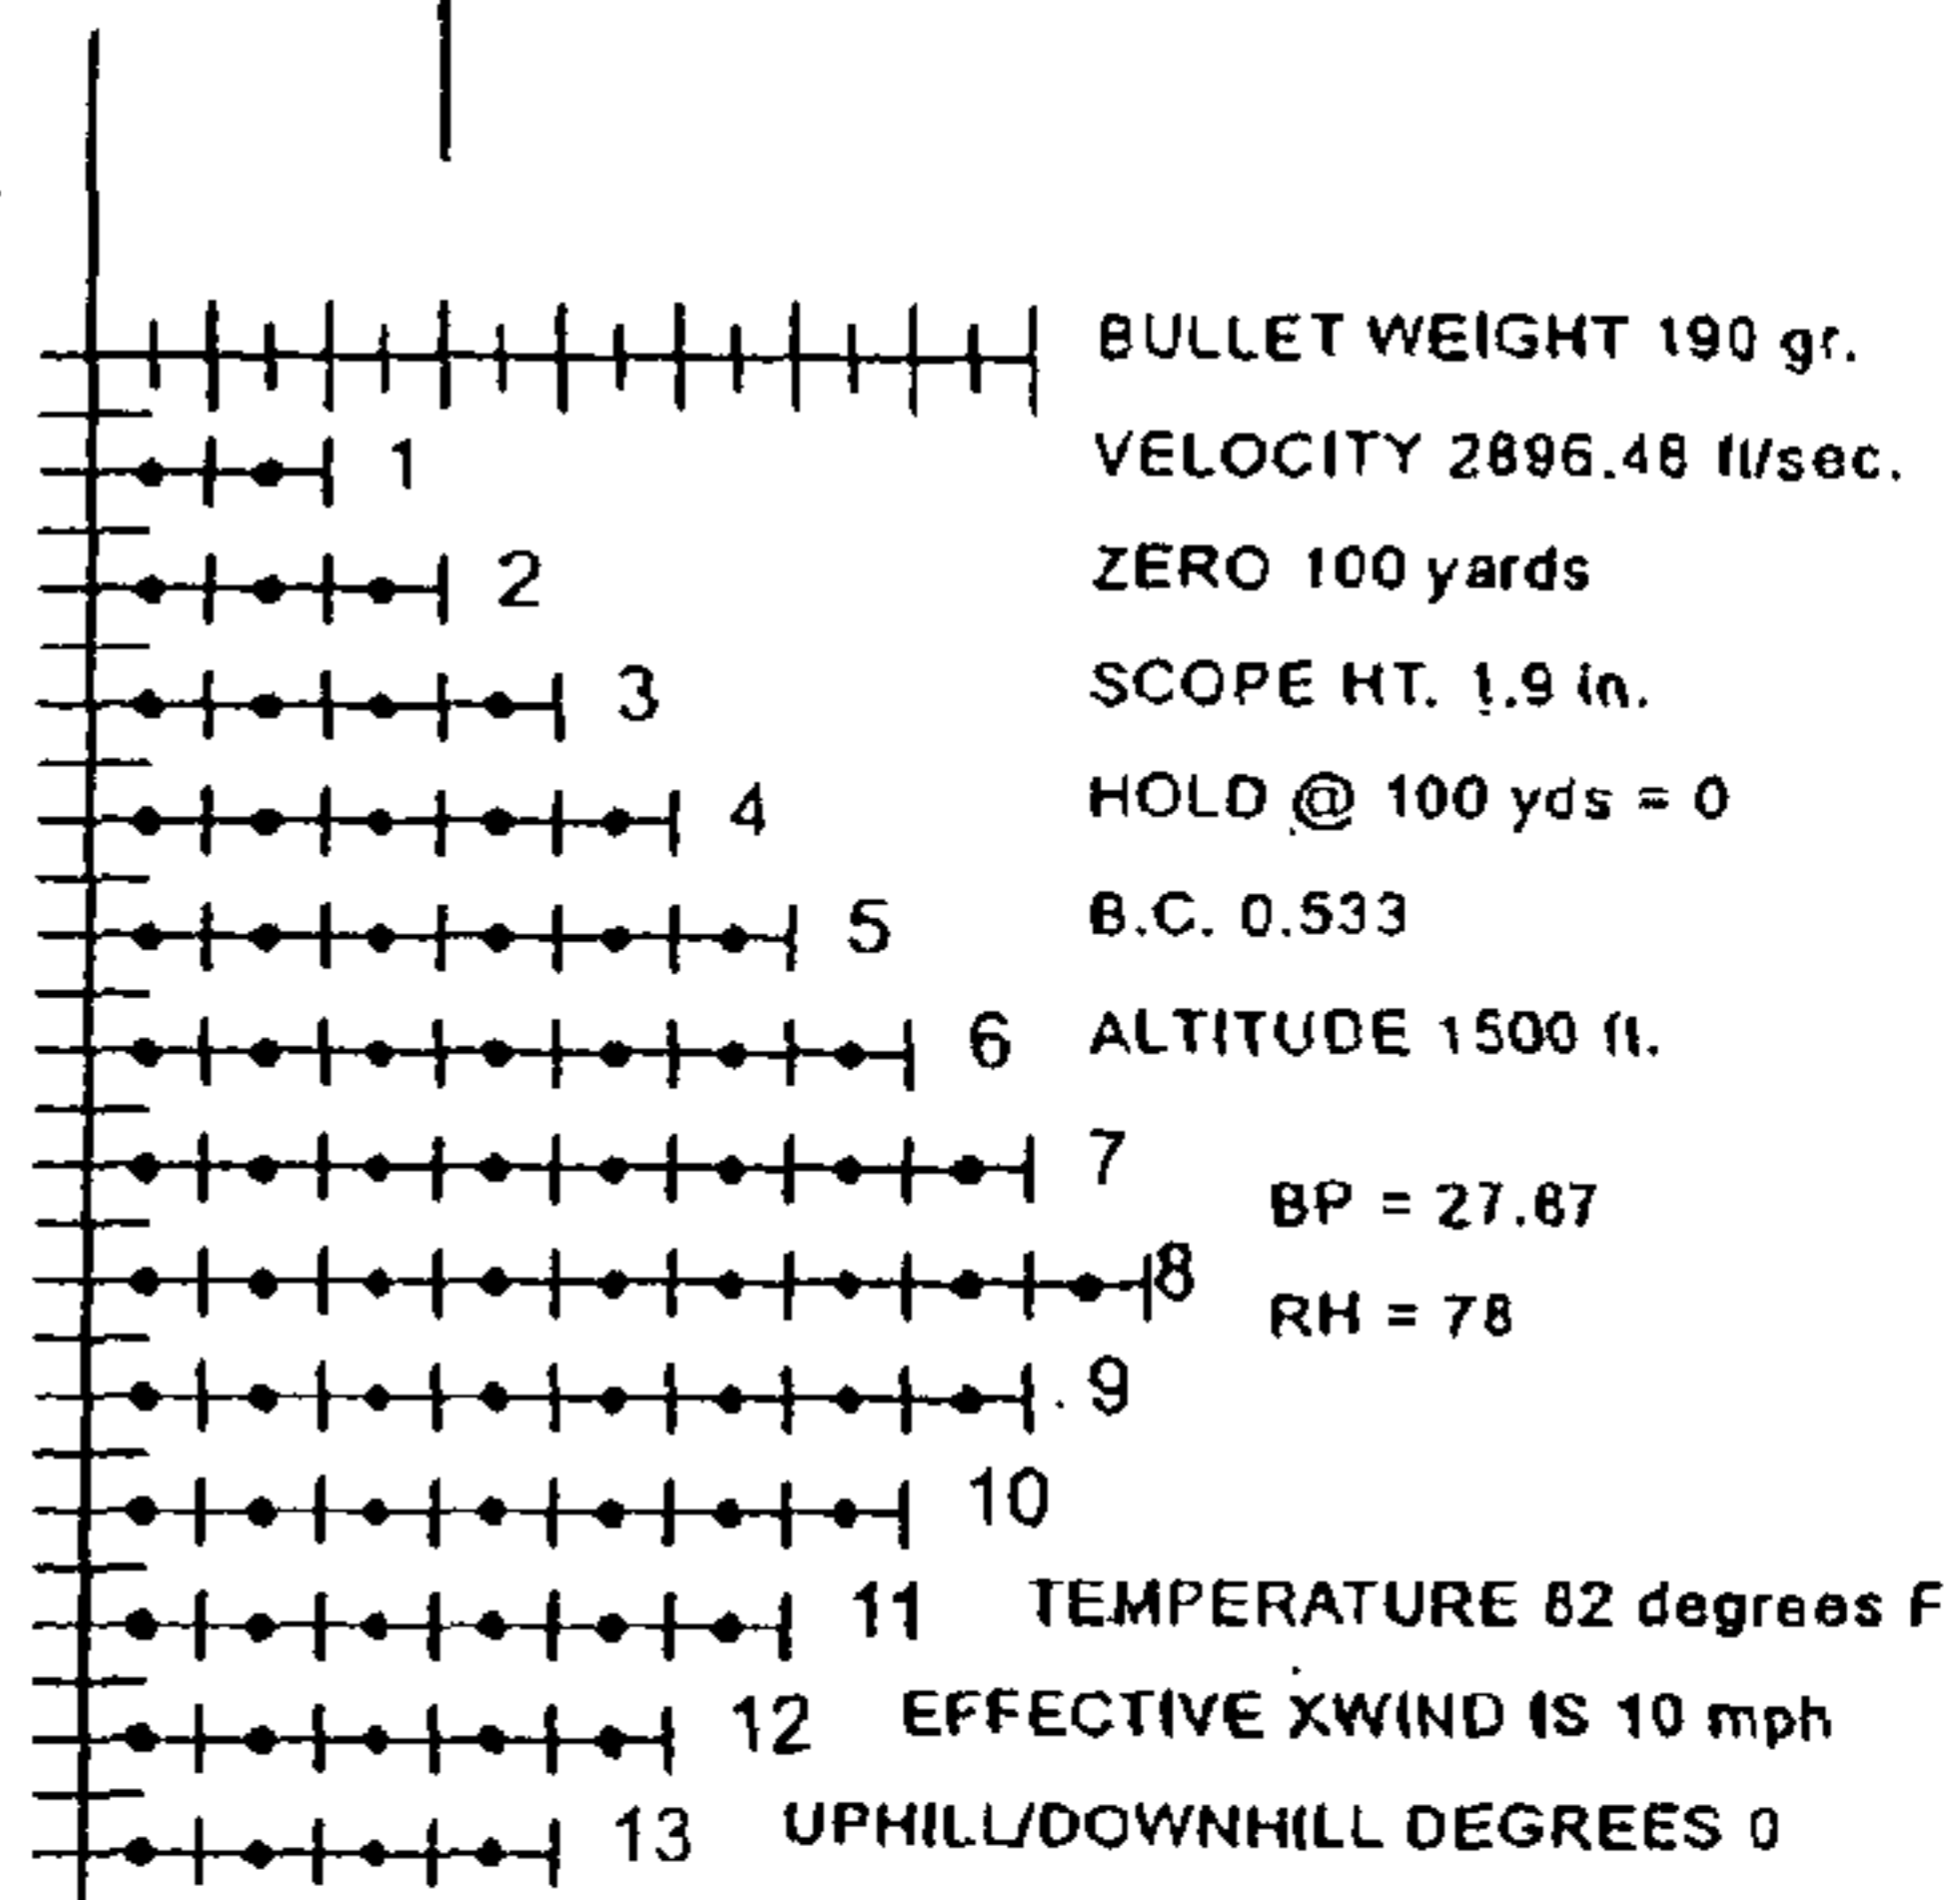 BULLET WEIGHT 190 gr.
1 VELOCITY 2896.48 ft/sec.
2 ZERO 100 yards
3 SCOPE HT. 1.9 in.
4 HOLD @ 100 yds = 0
5 B.C. 0.533
6 ALTITUDE 1500 ft.
7
BP = 27.67
8
RH = 78
9
10
11 TEMPERATURE 82 degrees F
12 EFFECTIVE XWIND IS 10 mph
13 UPHILL/DOWNHILL DEGREES 0